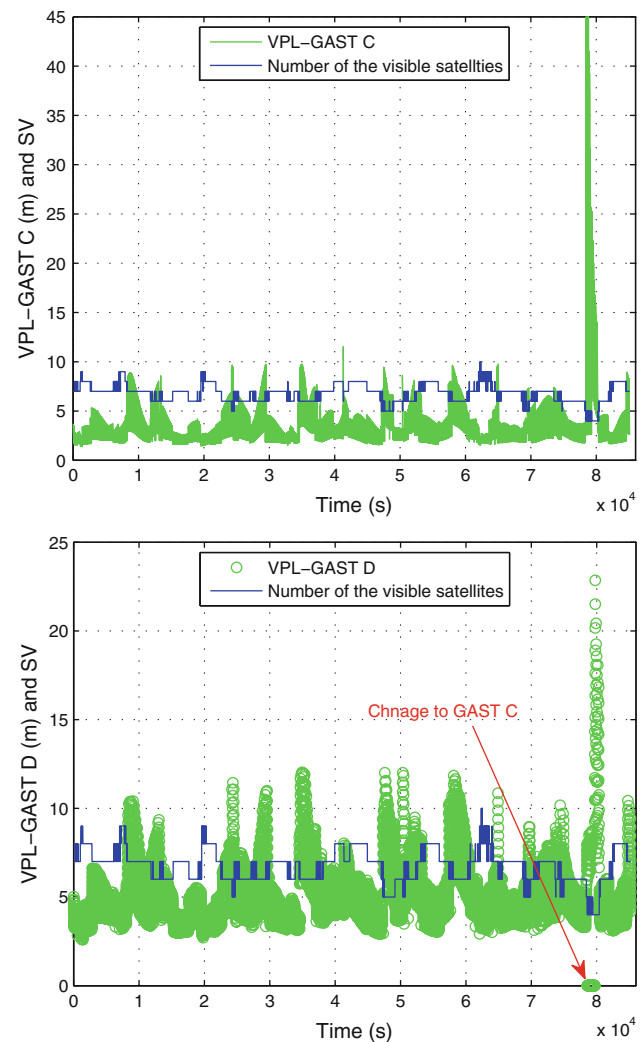 45
40
35
30
25
20
15
10
5
0
VPL−GAST C (m) and SV
VPL−GAST C
Number of the visible satellties
0 1 2 3 4 5 6 7 8
x 10^4
Time (s)
25
20
15
10
5
0
VPL−GAST D (m) and SV
VPL−GAST D
Number of the visible satellites
Chnage to GAST C
0 1 2 3 4 5 6 7 8
x 10^4
Time (s)